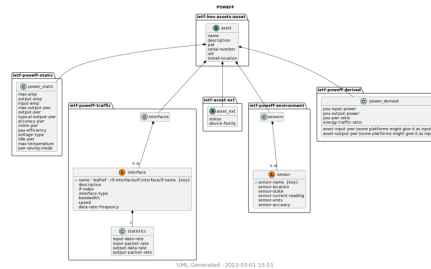 POWEFF
ietf-lmo-assets:asset
A asset
name
description
pid
serial-number
udi
install-location
ietf-poweff-static
C power_static
max-amp
output-amp
input-amp
max-output-pwr
output-pwr
typical-output-pwr
accuracy-pwr
inline-pwr
psu-efficiency
voltage-type
idle-pwr
max-temperature
pwr-saving-mode
ietf-poweff-traffic
C interfaces
0..N
interface
name : leafref : /if:interfaces/if:interface/if:name {key}
description
if-index
interface-type
bandwidth
speed
data-rate-frequency
1
C statistics
input-data-rate
input-packet-rate
output-data-rate
output-packet-rate
ietf-asset-ext
A asset_ext
status
device-family
ietf-poweff-environment
C sensors
0..N
sensor
sensor-name {key}
sensor-location
sensor-state
sensor-current-reading
sensor-units
sensor-accuracy
ietf-poweff-derived
C power_derived
psu-input-power
psu-output-power
psu-pwr-ratio
energy-traffic-ratio
asset-input-pwr (some platforms might give it as input
asset-output-pwr (some platforms might give it as
UML Generated : 2023-03-01 15:51